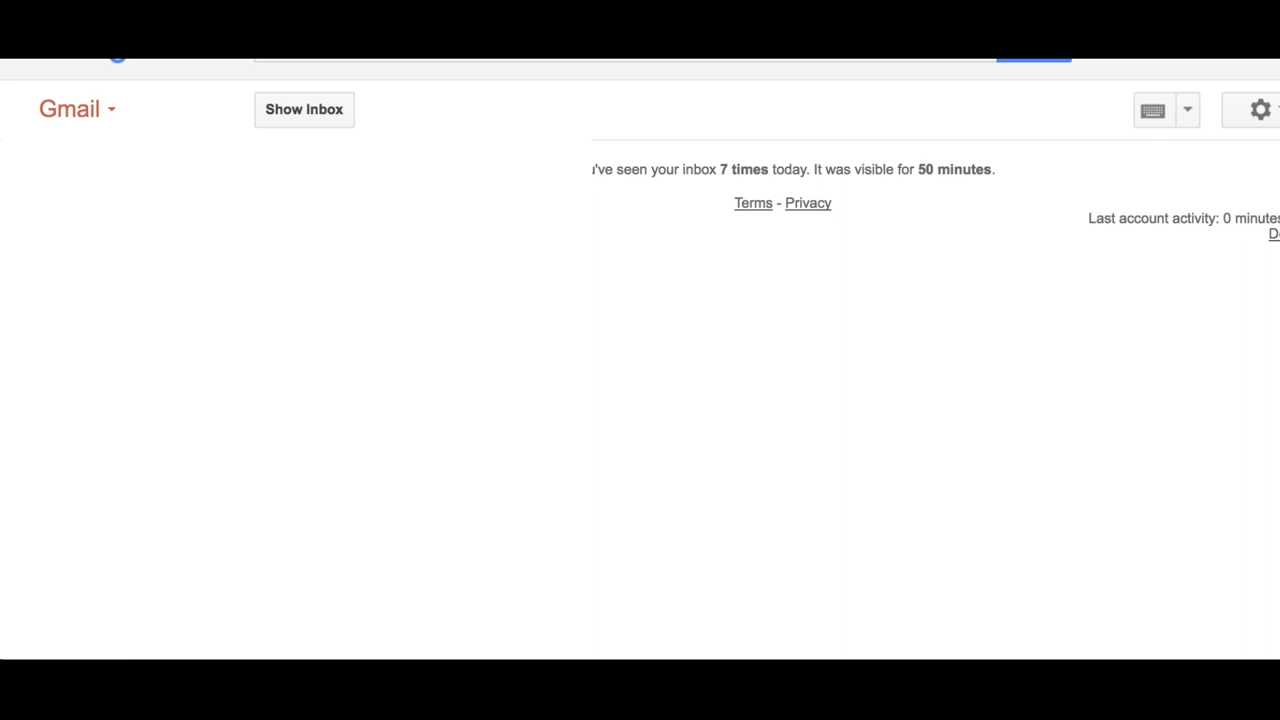 Gmail
Show Inbox
've seen your inbox 7 times today. It was visible for 50 minutes.
Terms - Privacy
Last account activity: 0 minutes